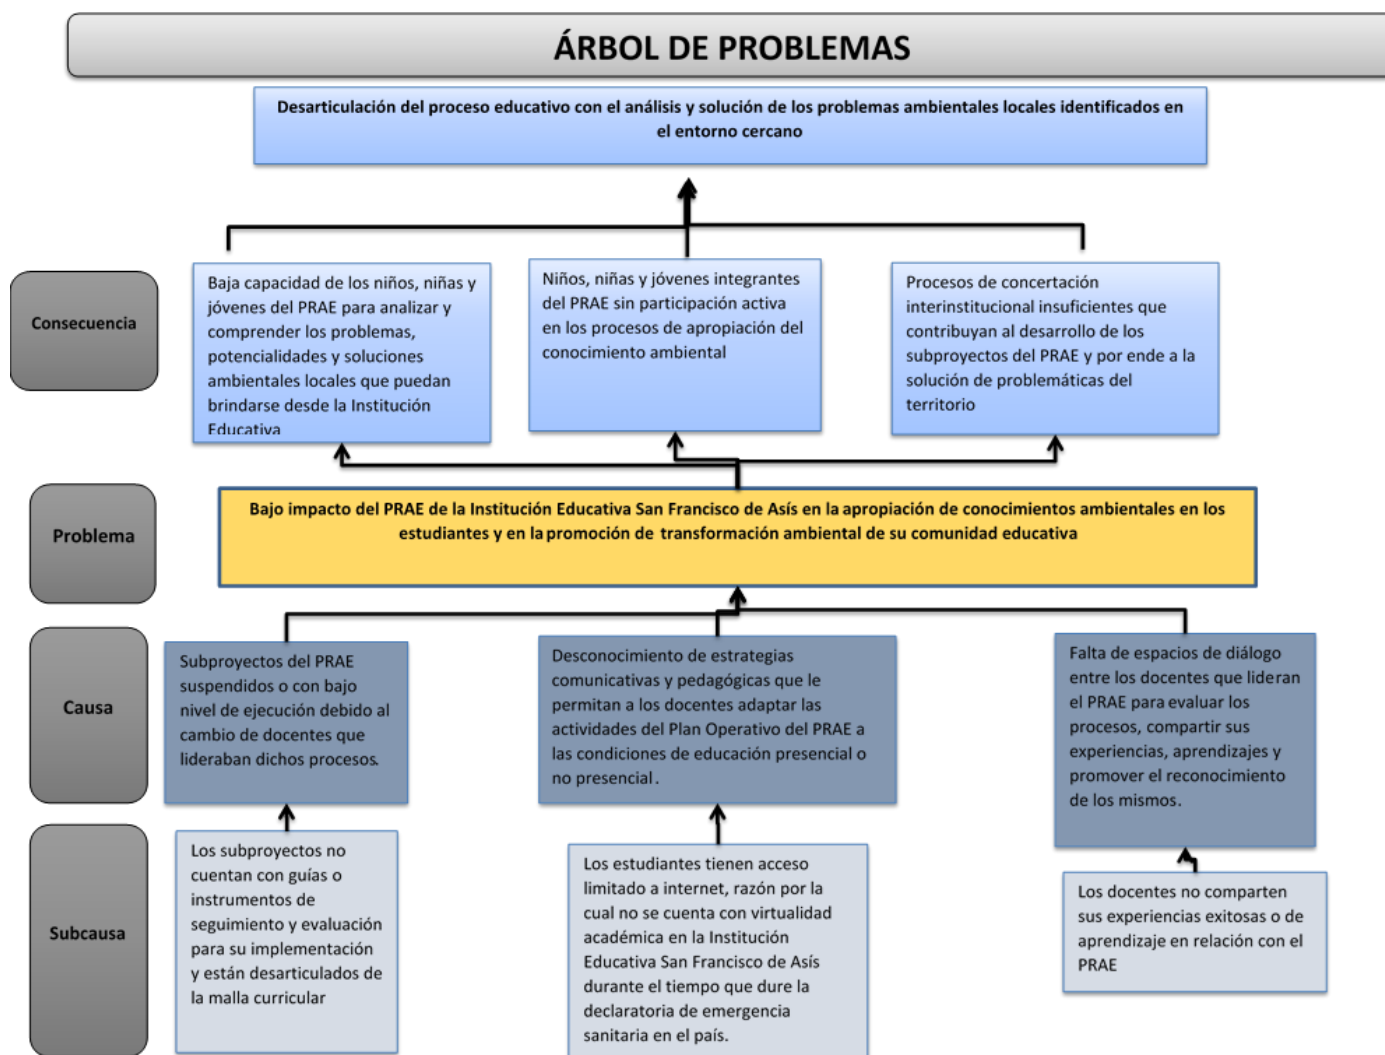 ÁRBOL DE PROBLEMAS
Desarticulación del proceso educativo con el análisis y solución de los problemas ambientales locales identificados en
el entorno cercano
Consecuencia
Baja capacidad de los niños, niñas y
jóvenes del PRAE para analizar y
comprender los problemas,
potencialidades y soluciones
ambientales locales que puedan
brindarse desde la Institución
Educativa
Niños, niñas y jóvenes integrantes
del PRAE sin participación activa
en los procesos de apropiación del
conocimiento ambiental
Procesos de concertación
interinstitucional insuficientes que
contribuyan al desarrollo de los
subproyectos del PRAE y por ende a la
solución de problemáticas del
territorio
Problema
Bajo impacto del PRAE de la Institución Educativa San Francisco de Asís en la apropiación de conocimientos ambientales en los
estudiantes y en la promoción de transformación ambiental de su comunidad educativa
Causa
Subproyectos del PRAE
suspendidos o con bajo
nivel de ejecución debido al
cambio de docentes que
lideraban dichos procesos.
Desconocimiento de estrategias
comunicativas y pedagógicas que le
permitan a los docentes adaptar las
actividades del Plan Operativo del PRAE a
las condiciones de educación presencial o
no presencial.
Falta de espacios de diálogo
entre los docentes que lideran
el PRAE para evaluar los
procesos, compartir sus
experiencias, aprendizajes y
promover el reconocimiento
de los mismos.
Subcausa
Los subproyectos no
cuentan con guías o
instrumentos de
seguimiento y evaluación
para su implementación
y están desarticulados de
la malla curricular
Los estudiantes tienen acceso
limitado a internet, razón por la
cual no se cuenta con virtualidad
académica en la Institución
Educativa San Francisco de Asís
durante el tiempo que dure la
declaratoria de emergencia
sanitaria en el país.
Los docentes no comparten
sus experiencias exitosas o de
aprendizaje en relación con el
PRAE